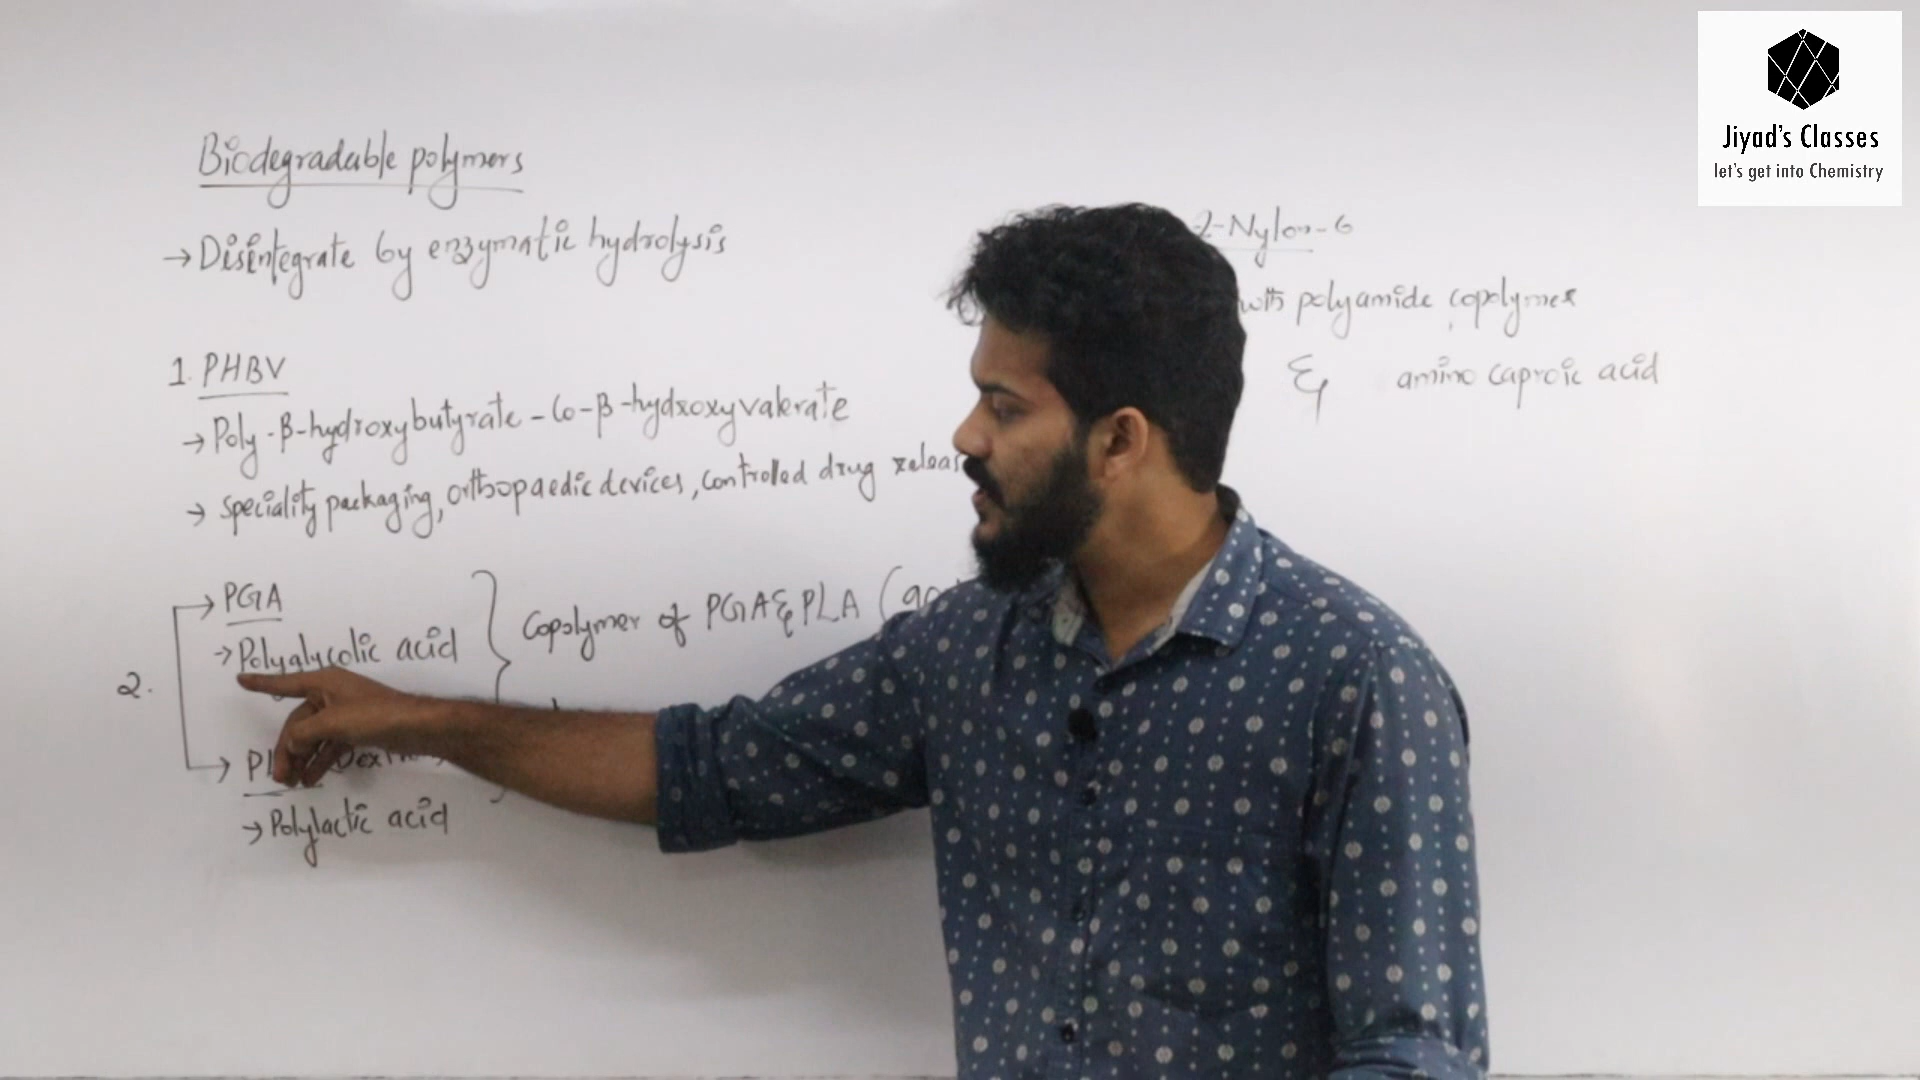 Biodegradable polymers
→ Disintegrate by enzymatic hydrolysis
1. PHBV
→ Poly-β-hydroxybutyrate-Co-β-hydroxyvalerate
→ speciality packaging, orthopaedic devices, controlled drug releas
2.
→ PGA
→ Polyglycolic acid
Copolymer of PGA & PLA (90
→ Polylactic acid
2-Nylon-6
polyamide copolymer
& amino caproic acid
Jiyad's Classes
let's get into Chemistry